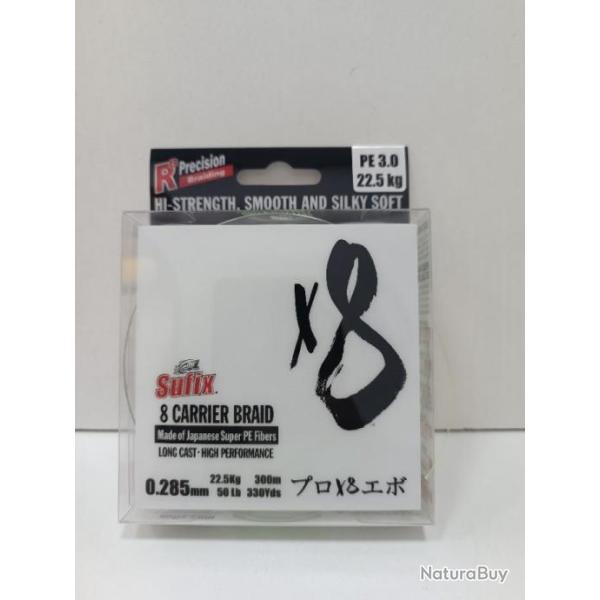 R² Precision
Braiding
PE 3.0
22.5 kg
HI-STRENGTH, SMOOTH AND SILKY SOFT
x8
Sufix
8 CARRIER BRAID
Made of Japanese Super PE Fibers
LONG CAST · HIGH PERFORMANCE
0.285mm
22.5Kg 300m
50 Lb 330Yds
プロX8エボ
NaturaBuy